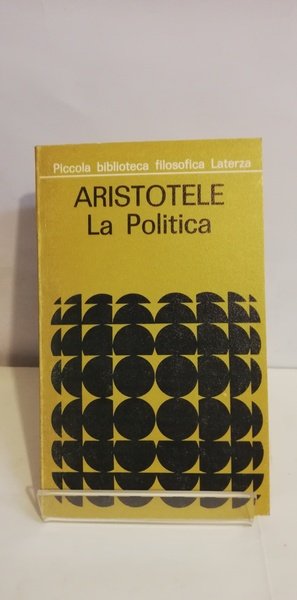 Piccola biblioteca filosofica Laterza
ARISTOTELE
La Politica